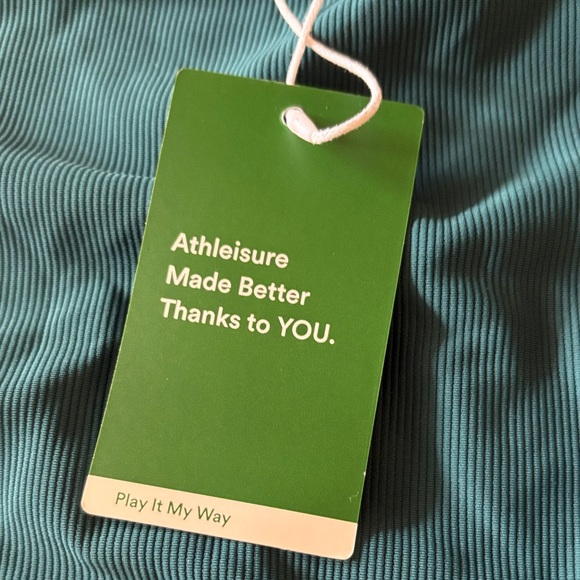 Athleisure
Made Better
Thanks to YOU.
Play It My Way